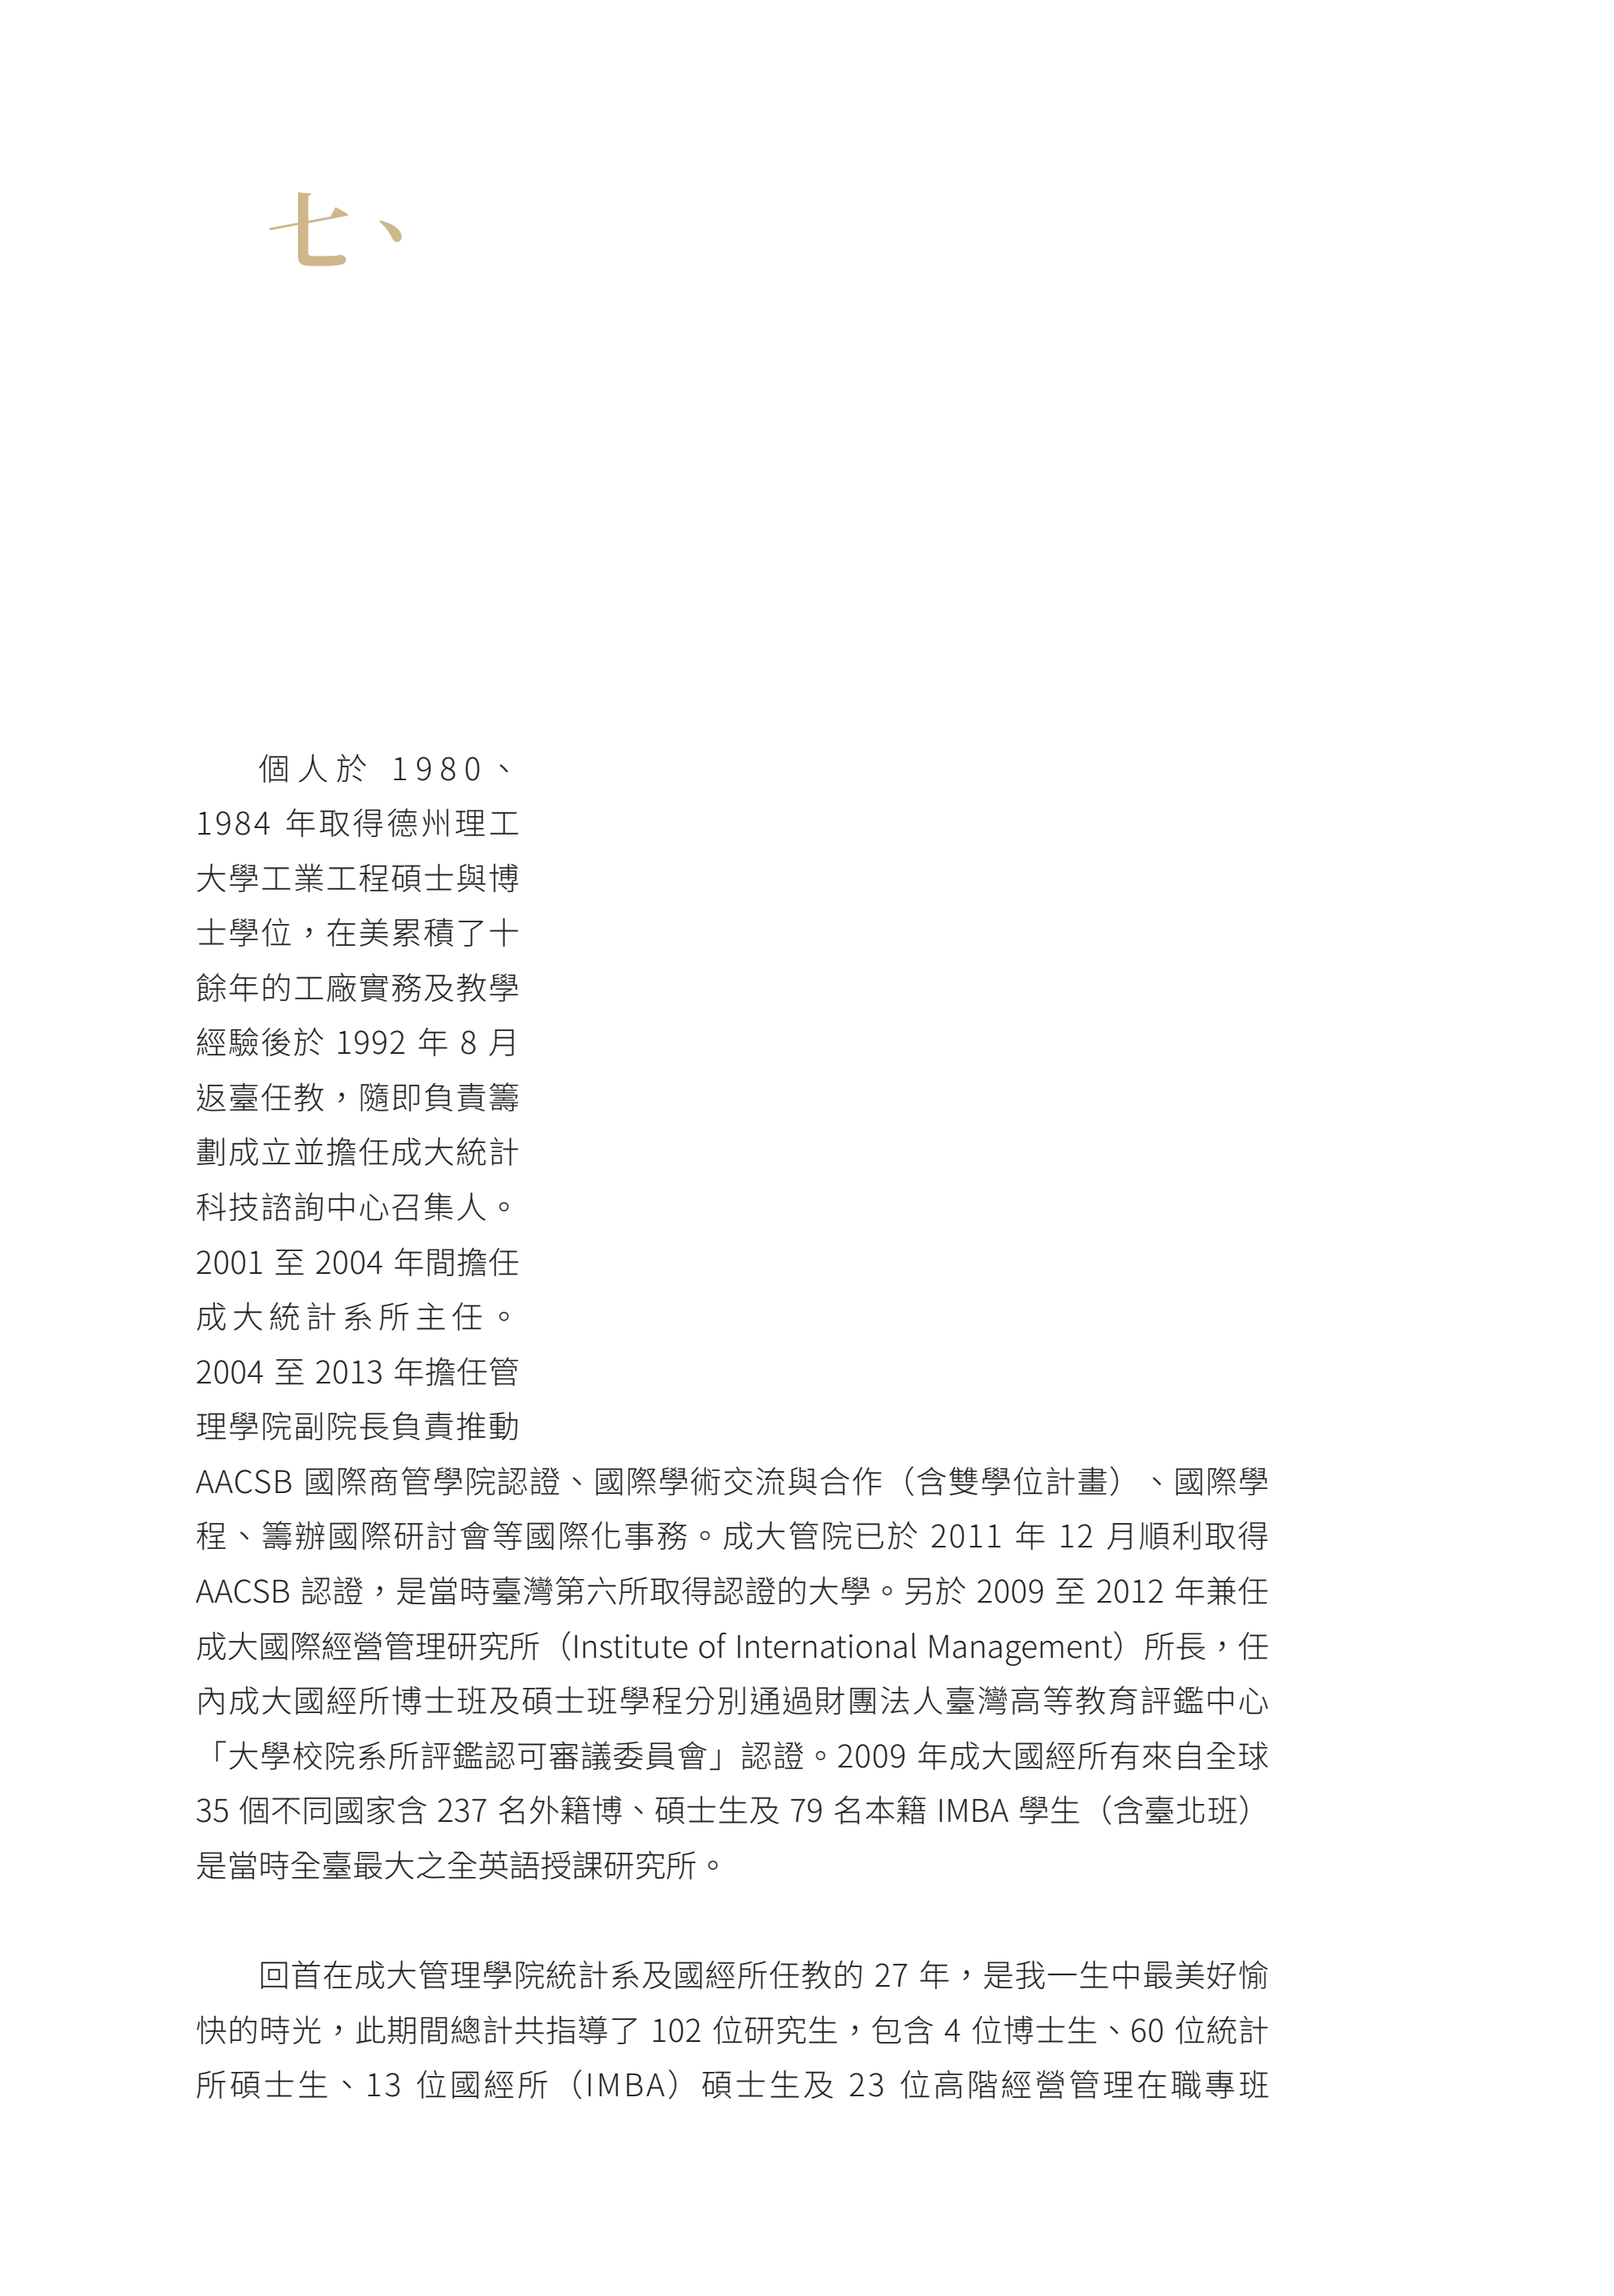 七、
個人於 1980、
1984 年取得德州理工
大學工業工程碩士與博
士學位，在美累積了十
餘年的工廠實務及教學
經驗後於 1992 年 8 月
返臺任教，隨即負責籌
劃成立並擔任成大統計
科技諮詢中心召集人。
2001 至 2004 年間擔任
成大統計系所主任。
2004 至 2013 年擔任管
理學院副院長負責推動
AACSB 國際商管學院認證、國際學術交流與合作（含雙學位計畫）、國際學
程、籌辦國際研討會等國際化事務。成大管院已於 2011 年 12 月順利取得
AACSB 認證，是當時臺灣第六所取得認證的大學。另於 2009 至 2012 年兼任
成大國際經營管理研究所（Institute of International Management）所長，任
內成大國經所博士班及碩士班學程分別通過財團法人臺灣高等教育評鑑中心
「大學校院系所評鑑認可審議委員會」認證。2009 年成大國經所有來自全球
35 個不同國家含 237 名外籍博、碩士生及 79 名本籍 IMBA 學生（含臺北班）
是當時全臺最大之全英語授課研究所。
回首在成大管理學院統計系及國經所任教的 27 年，是我一生中最美好愉
快的時光，此期間總計共指導了 102 位研究生，包含 4 位博士生、60 位統計
所碩士生、13 位國經所（IMBA）碩士生及 23 位高階經營管理在職專班